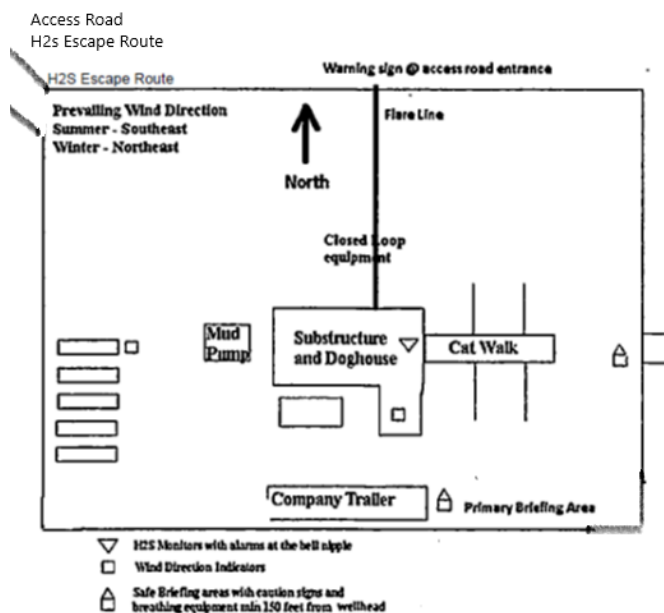 Access Road
H2s Escape Route
H2S Escape Route
Warning sign @ access road entrance
Prevailing Wind Direction
Summer - Southeast
Winter - Northeast
Flare Line
North
Closed Loop
equipment
Mud
Pump
Substructure
and Doghouse
Cat Walk
Company Trailer
Primary Briefing Area
H2S Monitors with alarms at the bell nipple
Wind Direction Indicators
Safe Briefing areas with caution signs and
breathing equipment min 150 feet from wellhead